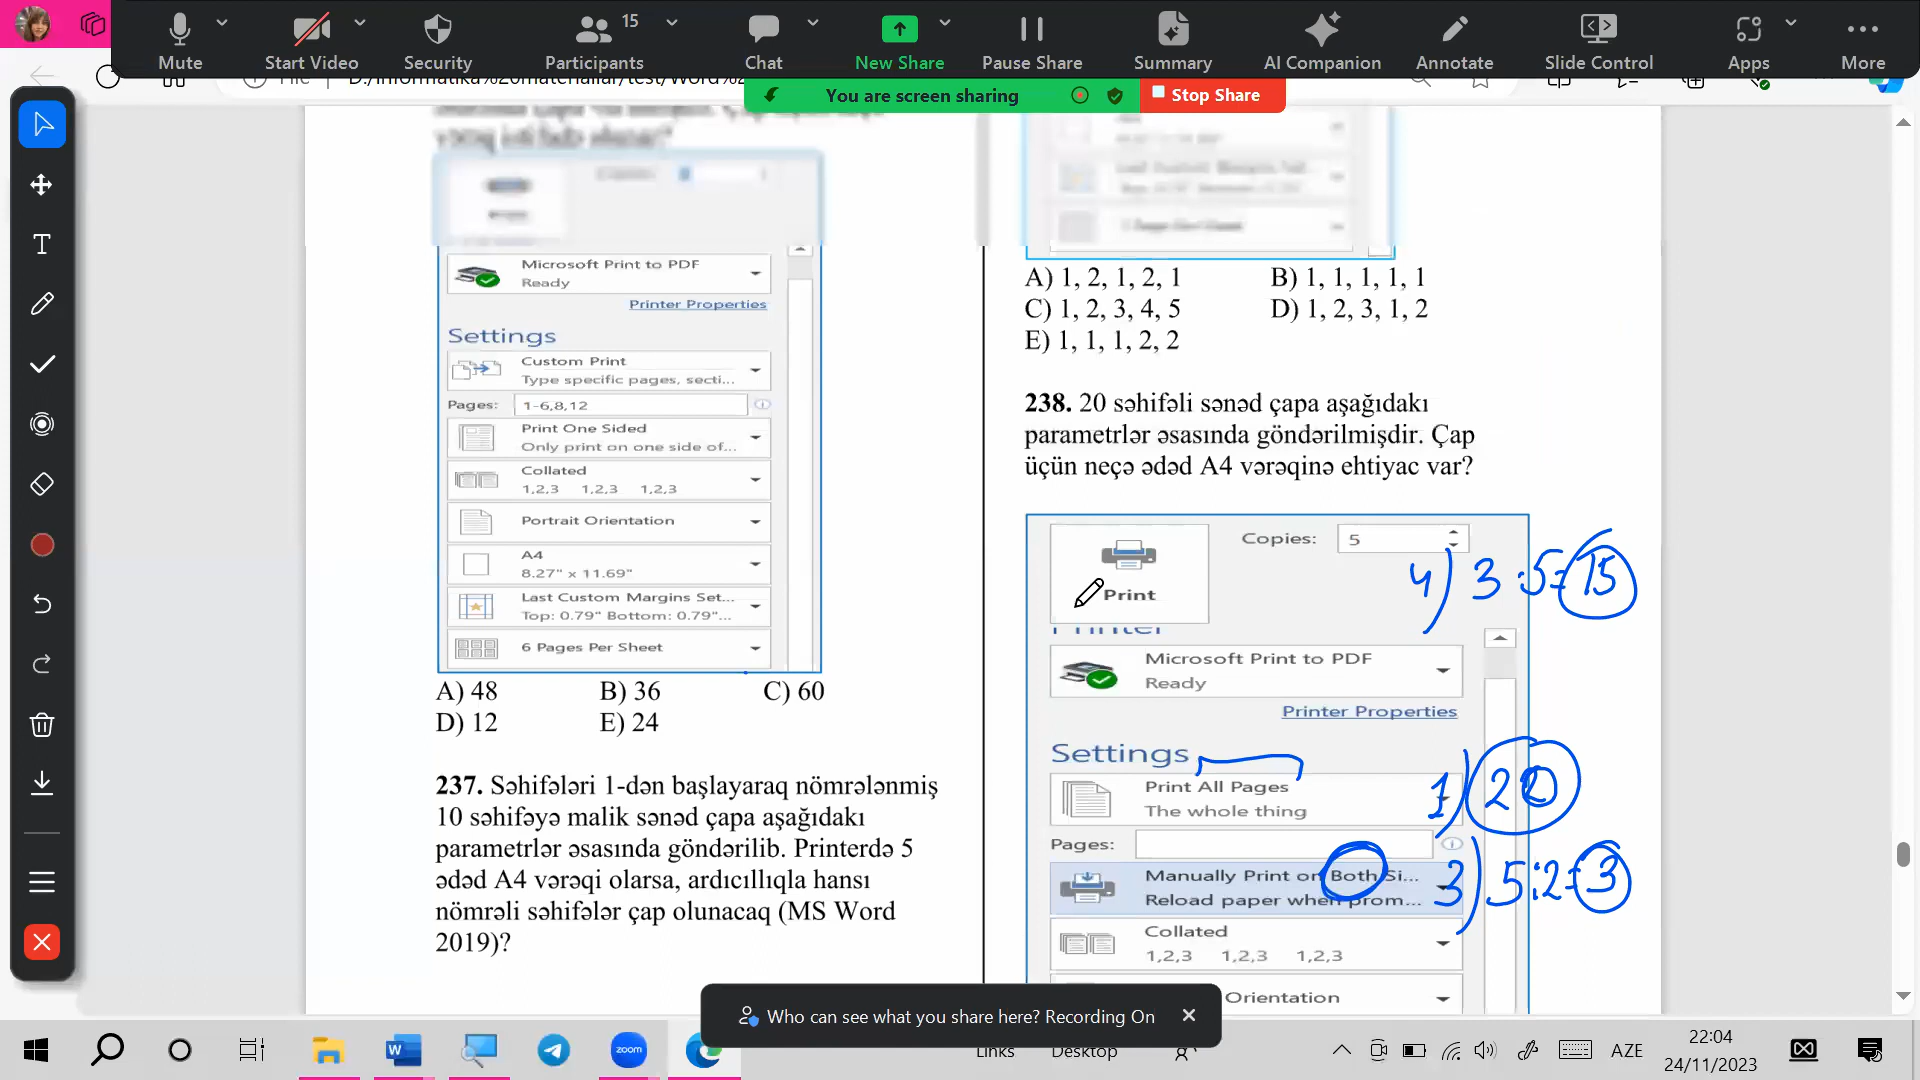 Mute
Start Video
Security
15
Participants
Chat
New Share
Pause Share
Summary
AI Companion
Annotate
Slide Control
Apps
More
You are screen sharing
Stop Share
Microsoft Print to PDF
Ready
Printer Properties
Settings
Custom Print
Type specific pages, secti...
Pages: 1-6,8,12
Print One Sided
Only print on one side of...
Collated
1,2,3 1,2,3 1,2,3
Portrait Orientation
A4
8.27" x 11.69"
Last Custom Margins Set...
Top: 0.79" Bottom: 0.79"...
6 Pages Per Sheet
A) 48 B) 36 C) 60
D) 12 E) 24
237. Səhifələri 1-dən başlayaraq nömrələnmiş
10 səhifəyə malik sənəd çapa aşağıdakı
parametrlər əsasında göndərilib. Printerdə 5
ədəd A4 vərəqi olarsa, ardıcıllıqla hansı
nömrəli səhifələr çap olunacaq (MS Word
2019)?
A) 1, 2, 1, 2, 1 B) 1, 1, 1, 1, 1
C) 1, 2, 3, 4, 5 D) 1, 2, 3, 1, 2
E) 1, 1, 1, 2, 2
238. 20 səhifəli sənəd çapa aşağıdakı
parametrlər əsasında göndərilmişdir. Çap
üçün neçə ədəd A4 vərəqinə ehtiyac var?
Copies: 5
4) 3·5=15
Print
Microsoft Print to PDF
Ready
Printer Properties
Settings
Print All Pages
The whole thing
1)
Pages:
Manually Print on Both Si...
Reload paper when prom...
3) 5:2=3
Collated
1,2,3 1,2,3 1,2,3
Orientation
Who can see what you share here? Recording On
Links
Desktop
AZE
22:04
24/11/2023